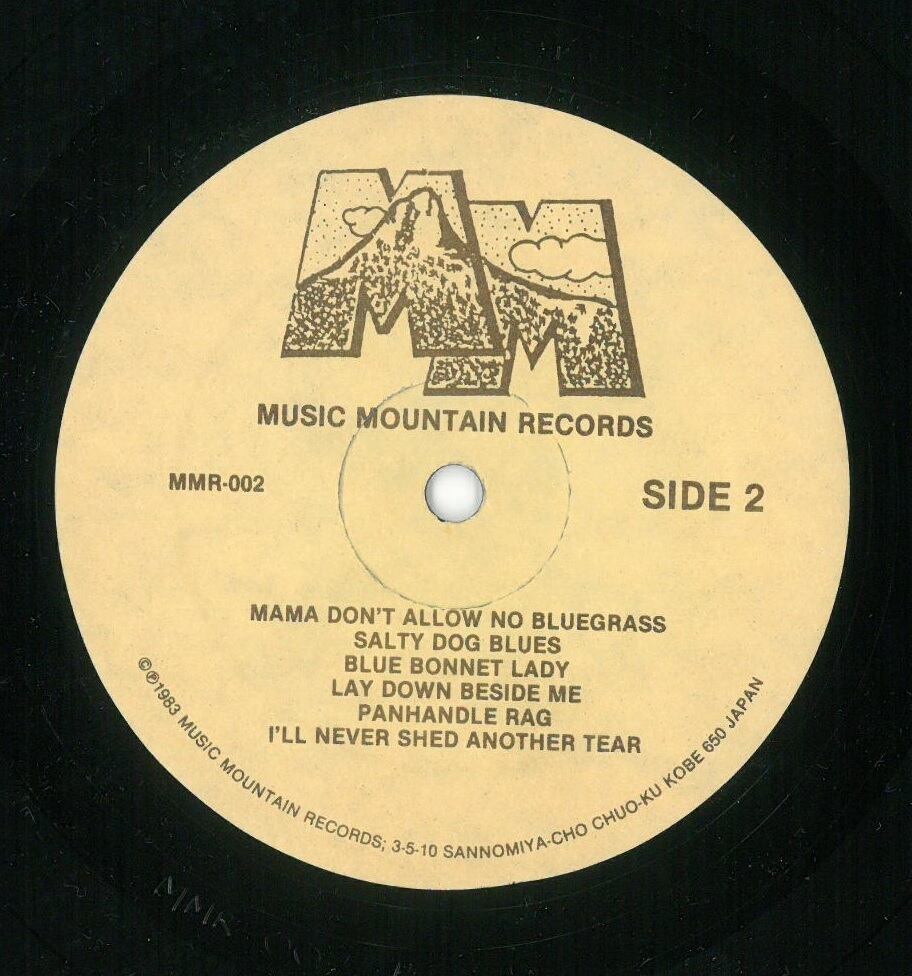 MM
MUSIC MOUNTAIN RECORDS
MMR-002
SIDE 2
MAMA DON'T ALLOW NO BLUEGRASS
SALTY DOG BLUES
BLUE BONNET LADY
LAY DOWN BESIDE ME
PANHANDLE RAG
I'LL NEVER SHED ANOTHER TEAR
©℗1983 MUSIC MOUNTAIN RECORDS; 3-5-10 SANNOMIYA-CHO CHUO-KU KOBE 650 JAPAN